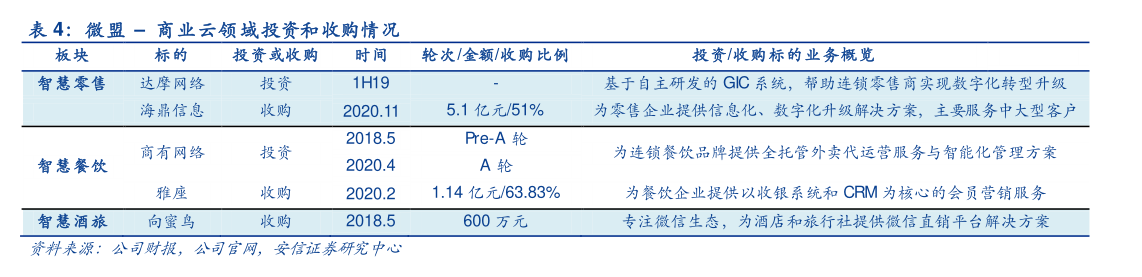 表 4：微盟 – 商业云领域投资和收购情况
板块 标的 投资或收购 时间 轮次/金额/收购比例 投资/收购标的业务概览
智慧零售 达摩网络 投资 1H19 - 基于自主研发的 GIC 系统，帮助连锁零售商实现数字化转型升级
海鼎信息 收购 2020.11 5.1 亿元/51% 为零售企业提供信息化、数字化升级解决方案，主要服务中大型客户
智慧餐饮 商有网络 投资 2018.5 Pre-A 轮 为连锁餐饮品牌提供全托管外卖代运营服务与智能化管理方案
2020.4 A 轮
雅座 收购 2020.2 1.14 亿元/63.83% 为餐饮企业提供以收银系统和 CRM 为核心的会员营销服务
智慧酒旅 向蜜鸟 收购 2018.5 600 万元 专注微信生态，为酒店和旅行社提供微信直销平台解决方案
资料来源：公司财报，公司官网，安信证券研究中心